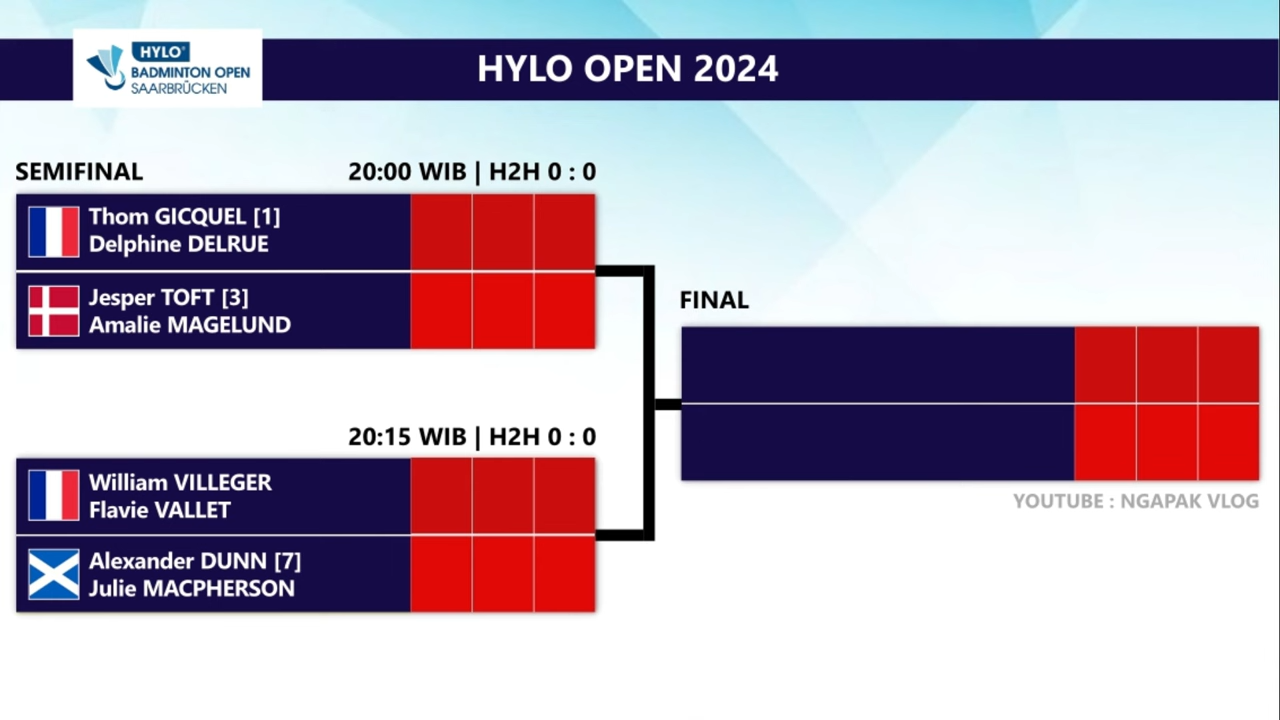 HYLO®
BADMINTON OPEN
SAARBRÜCKEN
HYLO OPEN 2024
SEMIFINAL
20:00 WIB | H2H 0 : 0
Thom GICQUEL [1]
Delphine DELRUE
Jesper TOFT [3]
Amalie MAGELUND
20:15 WIB | H2H 0 : 0
William VILLEGER
Flavie VALLET
Alexander DUNN [7]
Julie MACPHERSON
FINAL
YOUTUBE : NGAPAK VLOG